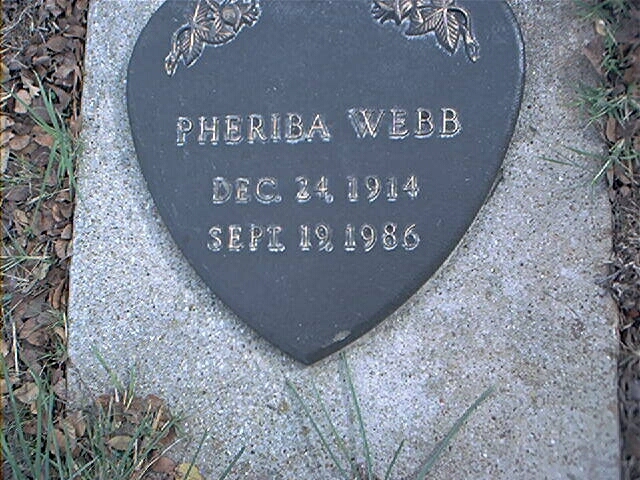 PHERIBA WEBB
DEC. 24, 1914
SEPT. 19, 1986